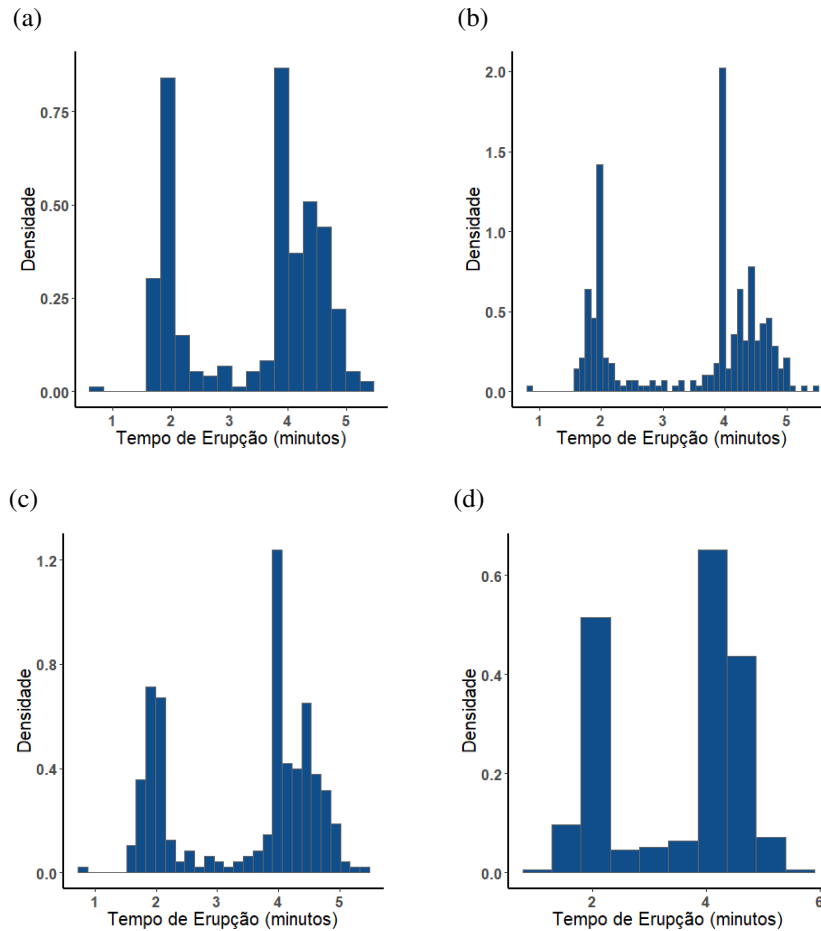 (a)
0.75
0.50
0.25
0.00
Densidade
1 2 3 4 5
Tempo de Erupção (minutos)
(b)
2.0
1.5
1.0
0.5
0.0
Densidade
1 2 3 4 5
Tempo de Erupção (minutos)
(c)
1.2
0.8
0.4
0.0
Densidade
1 2 3 4 5
Tempo de Erupção (minutos)
(d)
0.6
0.4
0.2
0.0
Densidade
2 4 6
Tempo de Erupção (minutos)